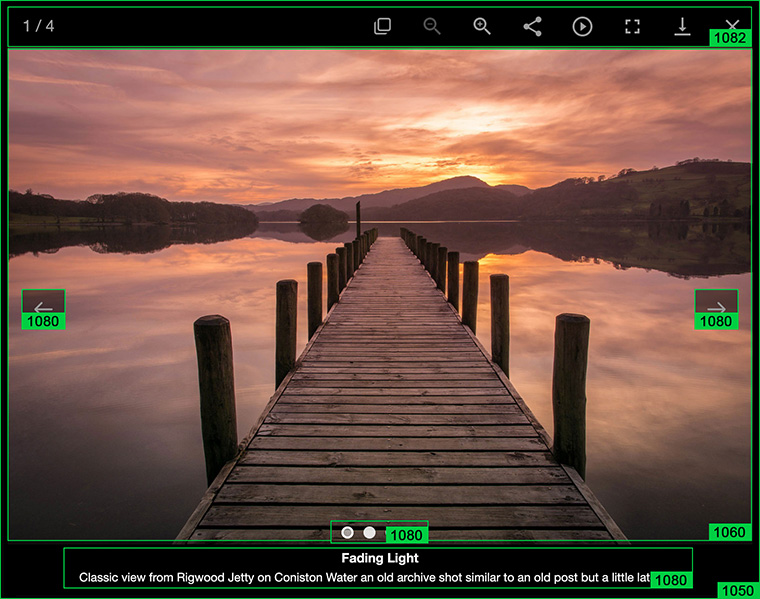 1 / 4
1082
1080
1080
1060
1080
Fading Light
Classic view from Rigwood Jetty on Coniston Water an old archive shot similar to an old post but a little
1080
1050